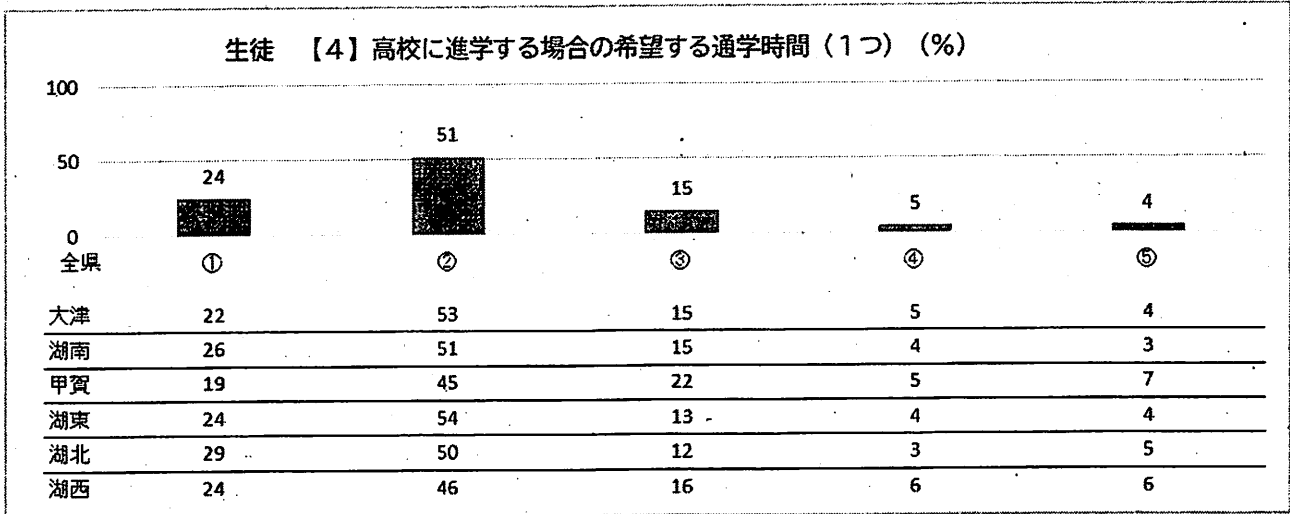 生徒 【4】高校に進学する場合の希望する通学時間(1つ)(%)
100
50
0
24 51 15 5 4
全県 ① ② ③ ④ ⑤
大津 22 53 15 5 4
湖南 26 51 15 4 3
甲賀 19 45 22 5 7
湖東 24 54 13 4 4
湖北 29 50 12 3 5
湖西 24 46 16 6 6